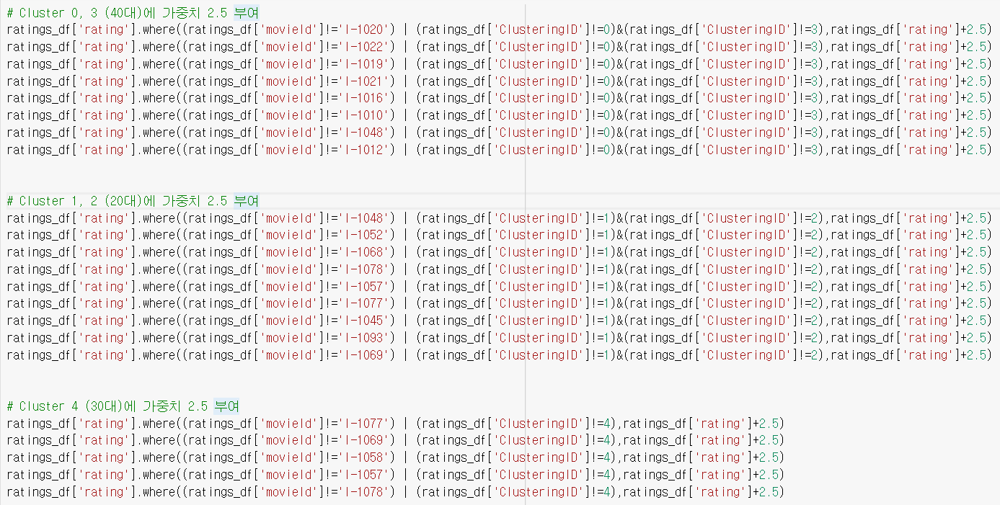 # Cluster 0, 3 (40대)에 가중치 2.5 부여
ratings_df['rating'].where((ratings_df['movieId']!='I-1020') | (ratings_df['ClusteringID']!=0)&(ratings_df['ClusteringID']!=3),ratings_df['rating']+2.5)
ratings_df['rating'].where((ratings_df['movieId']!='I-1022') | (ratings_df['ClusteringID']!=0)&(ratings_df['ClusteringID']!=3),ratings_df['rating']+2.5)
ratings_df['rating'].where((ratings_df['movieId']!='I-1019') | (ratings_df['ClusteringID']!=0)&(ratings_df['ClusteringID']!=3),ratings_df['rating']+2.5)
ratings_df['rating'].where((ratings_df['movieId']!='I-1021') | (ratings_df['ClusteringID']!=0)&(ratings_df['ClusteringID']!=3),ratings_df['rating']+2.5)
ratings_df['rating'].where((ratings_df['movieId']!='I-1016') | (ratings_df['ClusteringID']!=0)&(ratings_df['ClusteringID']!=3),ratings_df['rating']+2.5)
ratings_df['rating'].where((ratings_df['movieId']!='I-1010') | (ratings_df['ClusteringID']!=0)&(ratings_df['ClusteringID']!=3),ratings_df['rating']+2.5)
ratings_df['rating'].where((ratings_df['movieId']!='I-1048') | (ratings_df['ClusteringID']!=0)&(ratings_df['ClusteringID']!=3),ratings_df['rating']+2.5)
ratings_df['rating'].where((ratings_df['movieId']!='I-1012') | (ratings_df['ClusteringID']!=0)&(ratings_df['ClusteringID']!=3),ratings_df['rating']+2.5)
# Cluster 1, 2 (20대)에 가중치 2.5 부여
ratings_df['rating'].where((ratings_df['movieId']!='I-1048') | (ratings_df['ClusteringID']!=1)&(ratings_df['ClusteringID']!=2),ratings_df['rating']+2.5)
ratings_df['rating'].where((ratings_df['movieId']!='I-1052') | (ratings_df['ClusteringID']!=1)&(ratings_df['ClusteringID']!=2),ratings_df['rating']+2.5)
ratings_df['rating'].where((ratings_df['movieId']!='I-1068') | (ratings_df['ClusteringID']!=1)&(ratings_df['ClusteringID']!=2),ratings_df['rating']+2.5)
ratings_df['rating'].where((ratings_df['movieId']!='I-1078') | (ratings_df['ClusteringID']!=1)&(ratings_df['ClusteringID']!=2),ratings_df['rating']+2.5)
ratings_df['rating'].where((ratings_df['movieId']!='I-1057') | (ratings_df['ClusteringID']!=1)&(ratings_df['ClusteringID']!=2),ratings_df['rating']+2.5)
ratings_df['rating'].where((ratings_df['movieId']!='I-1077') | (ratings_df['ClusteringID']!=1)&(ratings_df['ClusteringID']!=2),ratings_df['rating']+2.5)
ratings_df['rating'].where((ratings_df['movieId']!='I-1045') | (ratings_df['ClusteringID']!=1)&(ratings_df['ClusteringID']!=2),ratings_df['rating']+2.5)
ratings_df['rating'].where((ratings_df['movieId']!='I-1093') | (ratings_df['ClusteringID']!=1)&(ratings_df['ClusteringID']!=2),ratings_df['rating']+2.5)
ratings_df['rating'].where((ratings_df['movieId']!='I-1069') | (ratings_df['ClusteringID']!=1)&(ratings_df['ClusteringID']!=2),ratings_df['rating']+2.5)
# Cluster 4 (30대)에 가중치 2.5 부여
ratings_df['rating'].where((ratings_df['movieId']!='I-1077') | (ratings_df['ClusteringID']!=4),ratings_df['rating']+2.5)
ratings_df['rating'].where((ratings_df['movieId']!='I-1069') | (ratings_df['ClusteringID']!=4),ratings_df['rating']+2.5)
ratings_df['rating'].where((ratings_df['movieId']!='I-1058') | (ratings_df['ClusteringID']!=4),ratings_df['rating']+2.5)
ratings_df['rating'].where((ratings_df['movieId']!='I-1057') | (ratings_df['ClusteringID']!=4),ratings_df['rating']+2.5)
ratings_df['rating'].where((ratings_df['movieId']!='I-1078') | (ratings_df['ClusteringID']!=4),ratings_df['rating']+2.5)